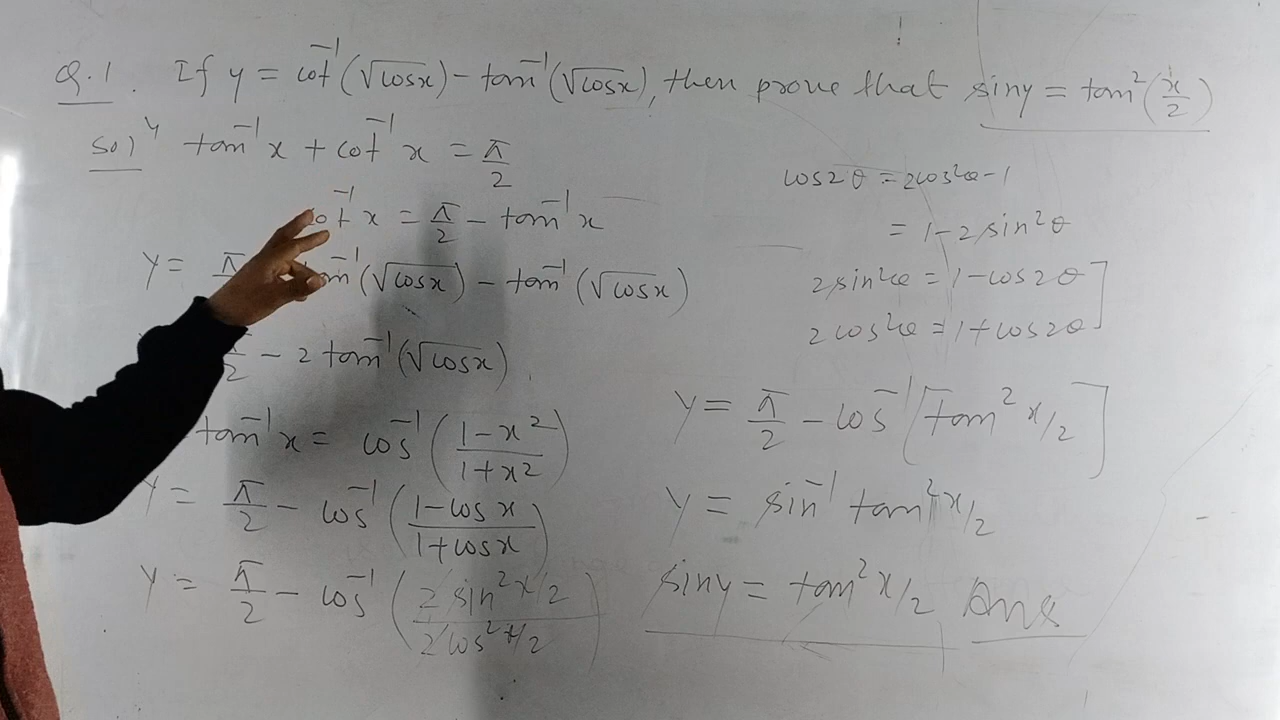 Q.1. If y = cot⁻¹(√cosx) – tan⁻¹(√cosx), then prove that siny = tan²(x/2)
Solⁿ tan⁻¹x + cot⁻¹x = π/2
cot⁻¹x = π/2 – tan⁻¹x
y = π/2 tan⁻¹(√cosx) – tan⁻¹(√cosx)
π/2 – 2 tan⁻¹(√cosx)
tan⁻¹x = cos⁻¹((1-x²)/(1+x²))
y = π/2 – cos⁻¹((1-cosx)/(1+cosx))
y = π/2 – cos⁻¹((2sin²x/2)/(2cos²x/2))
cos2θ = 2cos²θ-1
= 1-2sin²θ
2sin²θ = 1-cos2θ
2cos²θ = 1+cos2θ
y = π/2 – cos⁻¹[tan²x/2]
y = sin⁻¹ tan²x/2
siny = tan²x/2 Ans